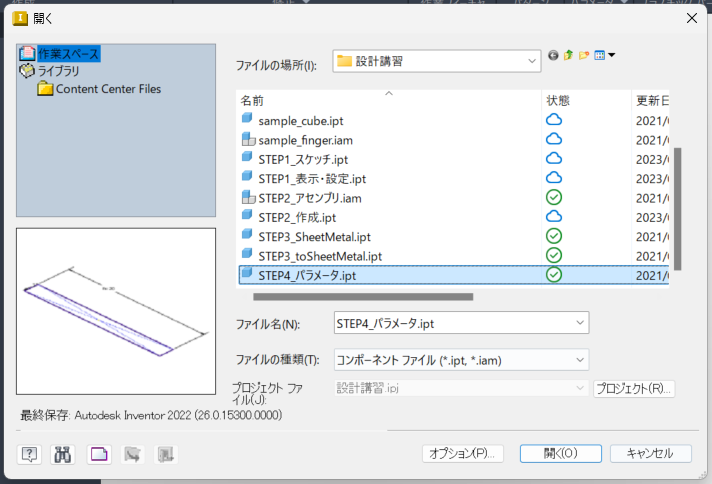 開く
作業スペース
ライブラリ
Content Center Files
ファイルの場所(I):
設計講習
名前 状態 更新日
sample_cube.ipt 2021/
sample_finger.iam 2021/
STEP1_スケッチ.ipt 2023/
STEP1_表示・設定.ipt 2023/
STEP2_アセンブリ.iam 2021/
STEP2_作成.ipt 2023/
STEP3_SheetMetal.ipt 2021/
STEP3_toSheetMetal.ipt 2021/
STEP4_パラメータ.ipt 2021/
ファイル名(N): STEP4_パラメータ.ipt
ファイルの種類(T): コンポーネント ファイル (*.ipt, *.iam)
プロジェクト ファ
イル(J):
設計講習.ipj
プロジェクト(R)...
最終保存: Autodesk Inventor 2022 (26.0.15300.0000)
オプション(P)... 開く(O) キャンセル